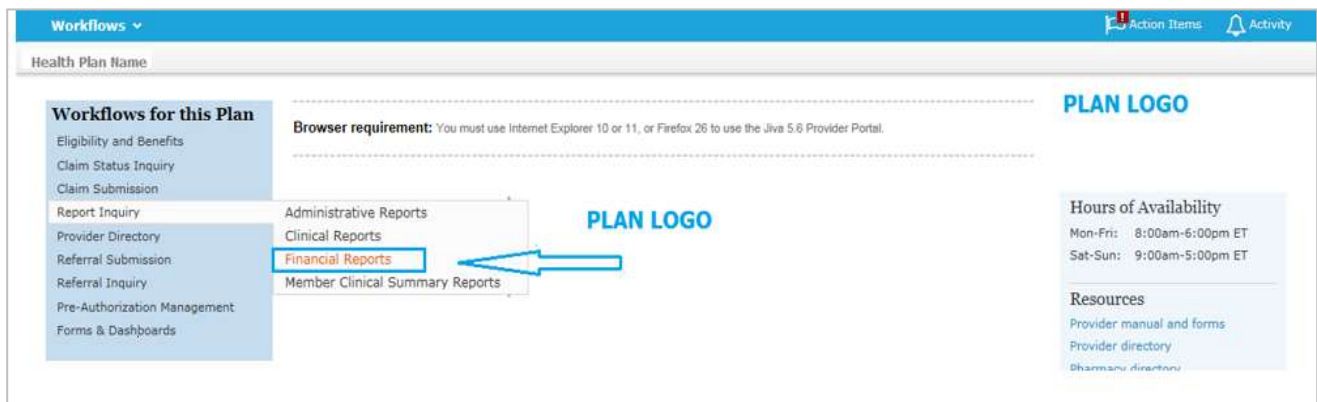 Workflows
Action Items
Activity
Health Plan Name
Workflows for this Plan
Eligibility and Benefits
Claim Status Inquiry
Claim Submission
Report Inquiry
Provider Directory
Referral Submission
Referral Inquiry
Pre-Authorization Management
Forms & Dashboards
Administrative Reports
Clinical Reports
Financial Reports
Member Clinical Summary Reports
Browser requirement: You must use Internet Explorer 10 or 11, or Firefox 26 to use the Jiva 5.6 Provider Portal.
PLAN LOGO
PLAN LOGO
Hours of Availability
Mon-Fri: 8:00am-6:00pm ET
Sat-Sun: 9:00am-5:00pm ET
Resources
Provider manual and forms
Provider directory
Pharmacy directory